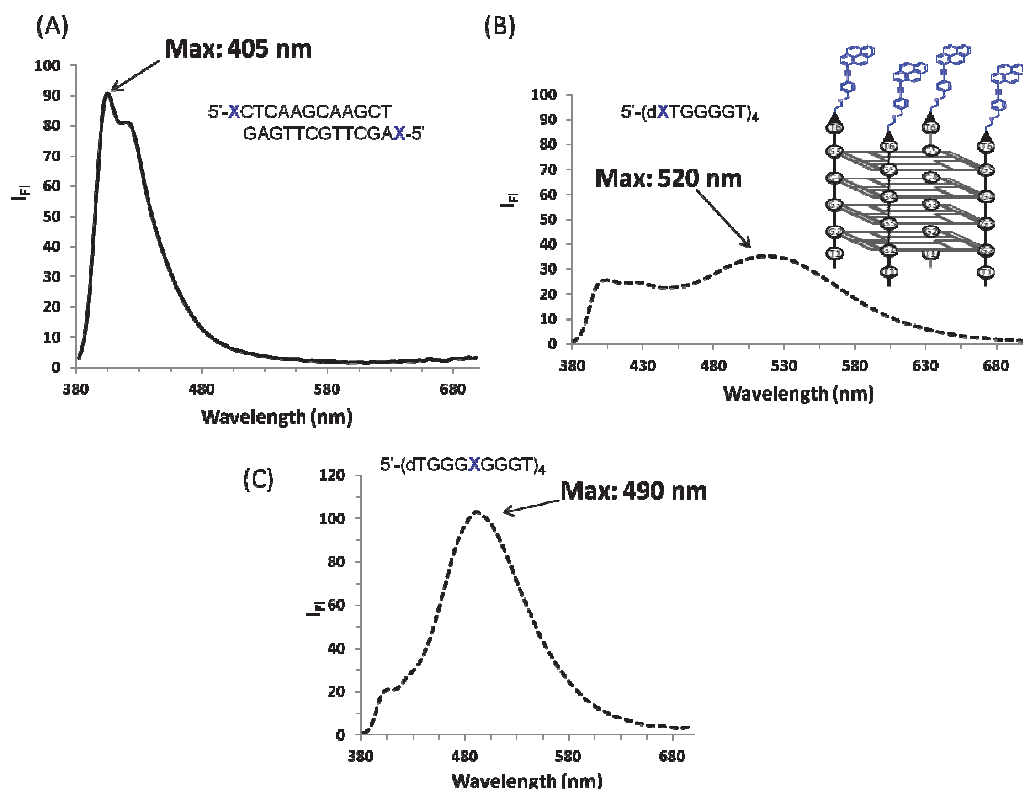 (A)
Max: 405 nm
100
90
80
70
60
50
40
30
20
10
0
I_Fl
5'-XCTCAAGCAAGCT
GAGTTCGTTCGAX-5'
380 480 580 680
Wavelength (nm)
(B)
100
90
80
70
60
50
40
30
20
10
0
I_Fl
5'-(dXTGGGGT)4
Max: 520 nm
380 430 480 530 580 630 680
Wavelength (nm)
(C)
5'-(dTGGGXGGGT)4
Max: 490 nm
120
100
80
60
40
20
0
I_Fl
380 480 580 680
Wavelength (nm)